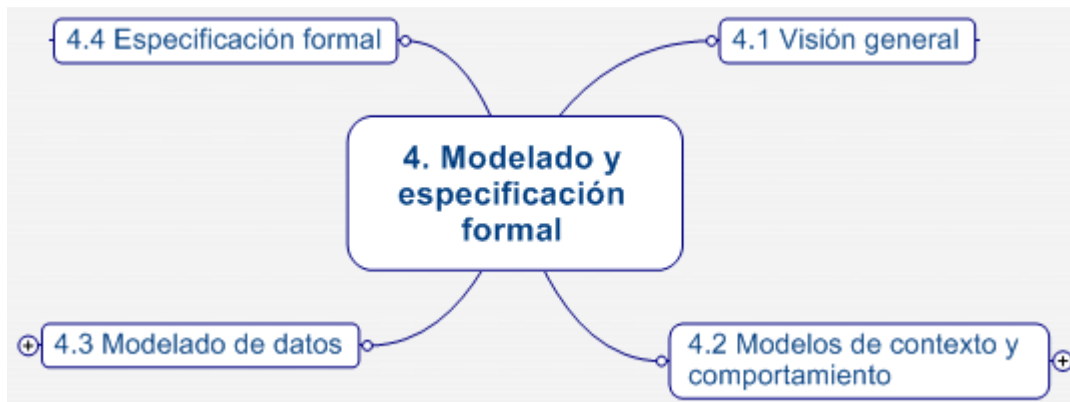 4.4 Especificación formal
4.1 Visión general
4. Modelado y
especificación
formal
4.3 Modelado de datos
4.2 Modelos de contexto y
comportamiento